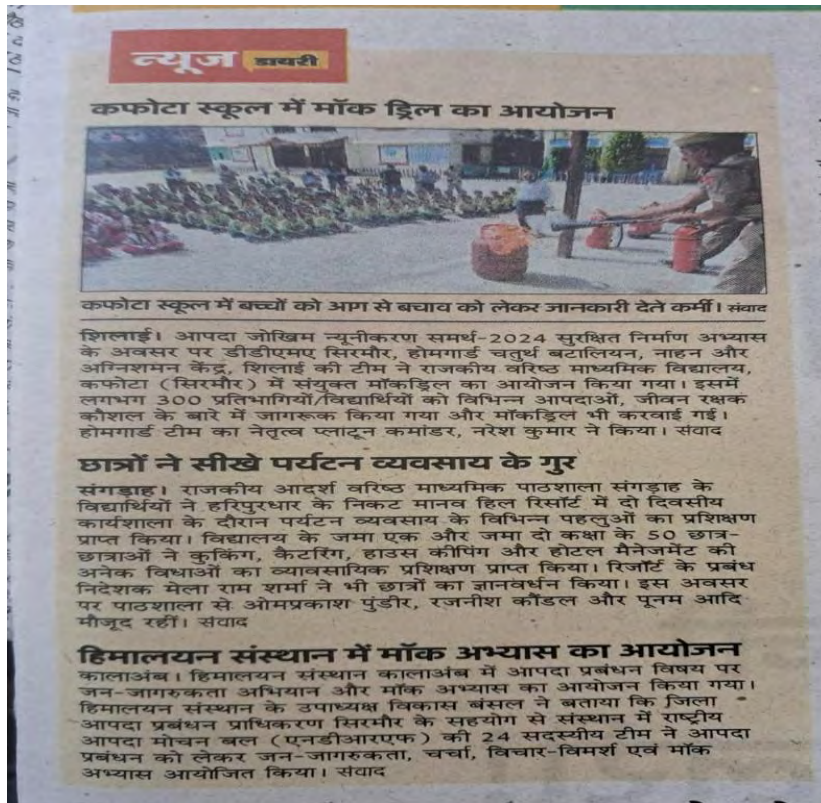 न्यूज डायरी
कफोटा स्कूल में मॉक ड्रिल का आयोजन
कफोटा स्कूल में बच्चों को आग से बचाव को लेकर जानकारी देते कर्मी। संवाद
शिलाई। आपदा जोखिम न्यूनीकरण समर्थ-2024 सुरक्षित निर्माण अभ्यास
के अवसर पर डीडीएमए सिरमौर, होमगार्ड चतुर्थ बटालियन, नाहन और
अग्निशमन केंद्र, शिलाई की टीम ने राजकीय वरिष्ठ माध्यमिक विद्यालय,
कफोटा (सिरमौर) में संयुक्त मॉकड्रिल का आयोजन किया गया। इसमें
लगभग 300 प्रतिभागियों/विद्यार्थियों को विभिन्न आपदाओं, जीवन रक्षक
कौशल के बारे में जागरूक किया गया और मॉकड्रिल भी करवाई गई।
होमगार्ड टीम का नेतृत्व प्लाटून कमांडर, नरेश कुमार ने किया। संवाद
छात्रों ने सीखे पर्यटन व्यवसाय के गुर
संगड़ाह। राजकीय आदर्श वरिष्ठ माध्यमिक पाठशाला संगड़ाह के
विद्यार्थियों ने हरिपुरधार के निकट मानव हिल रिसॉर्ट में दो दिवसीय
कार्यशाला के दौरान पर्यटन व्यवसाय के विभिन्न पहलुओं का प्रशिक्षण
प्राप्त किया। विद्यालय के जमा एक और जमा दो कक्षा के 50 छात्र-
छात्राओं ने कुकिंग, कैटरिंग, हाउस कीपिंग और होटल मैनेजमेंट की
अनेक विधाओं का व्यावसायिक प्रशिक्षण प्राप्त किया। रिजॉर्ट के प्रबंध
निदेशक मेला राम शर्मा ने भी छात्रों का ज्ञानवर्धन किया। इस अवसर
पर पाठशाला से ओमप्रकाश पुंडीर, रजनीश कौंडल और पूनम आदि
मौजूद रहीं। संवाद
हिमालयन संस्थान में मॉक अभ्यास का आयोजन
कालाअंब। हिमालयन संस्थान कालाअंब में आपदा प्रबंधन विषय पर
जन-जागरुकता अभियान और मॉक अभ्यास का आयोजन किया गया।
हिमालयन संस्थान के उपाध्यक्ष विकास बंसल ने बताया कि जिला
आपदा प्रबंधन प्राधिकरण सिरमौर के सहयोग से संस्थान में राष्ट्रीय
आपदा मोचन बल (एनडीआरएफ) की 24 सदस्यीय टीम ने आपदा
प्रबंधन को लेकर जन-जागरुकता, चर्चा, विचार-विमर्श एवं मॉक
अभ्यास आयोजित किया। संवाद